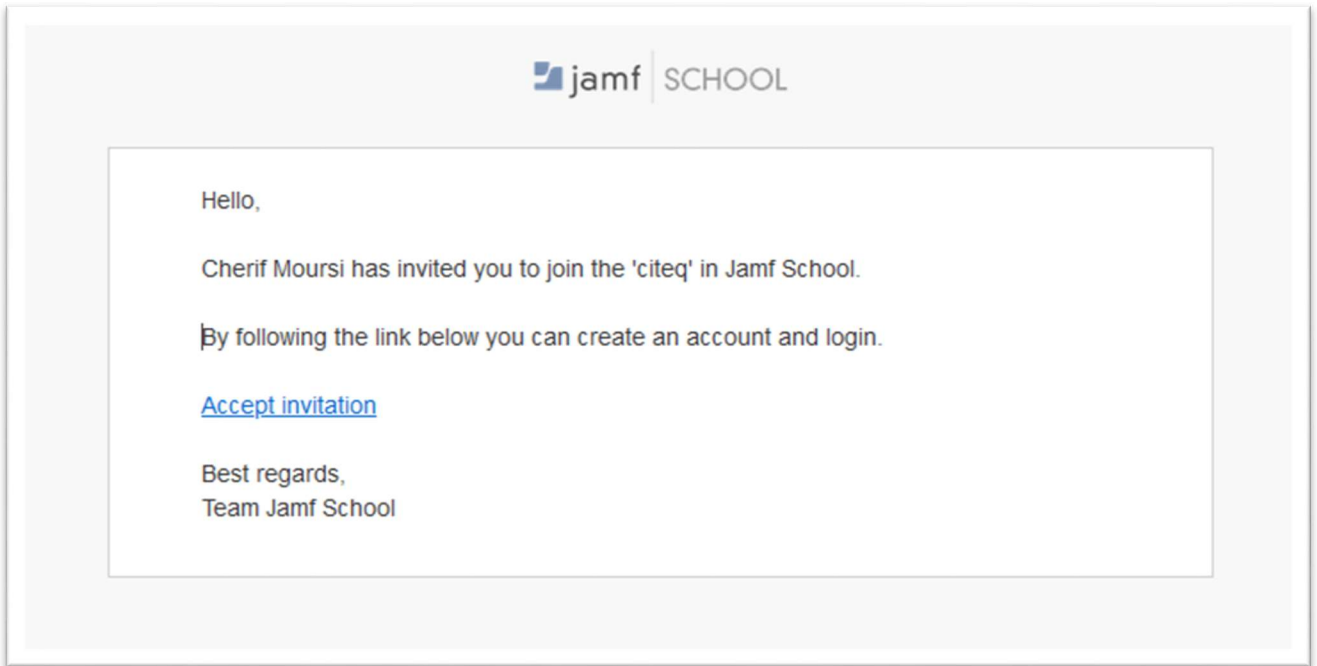 jamf SCHOOL
Hello,
Cherif Moursi has invited you to join the 'citeq' in Jamf School.
By following the link below you can create an account and login.
Accept invitation
Best regards,
Team Jamf School